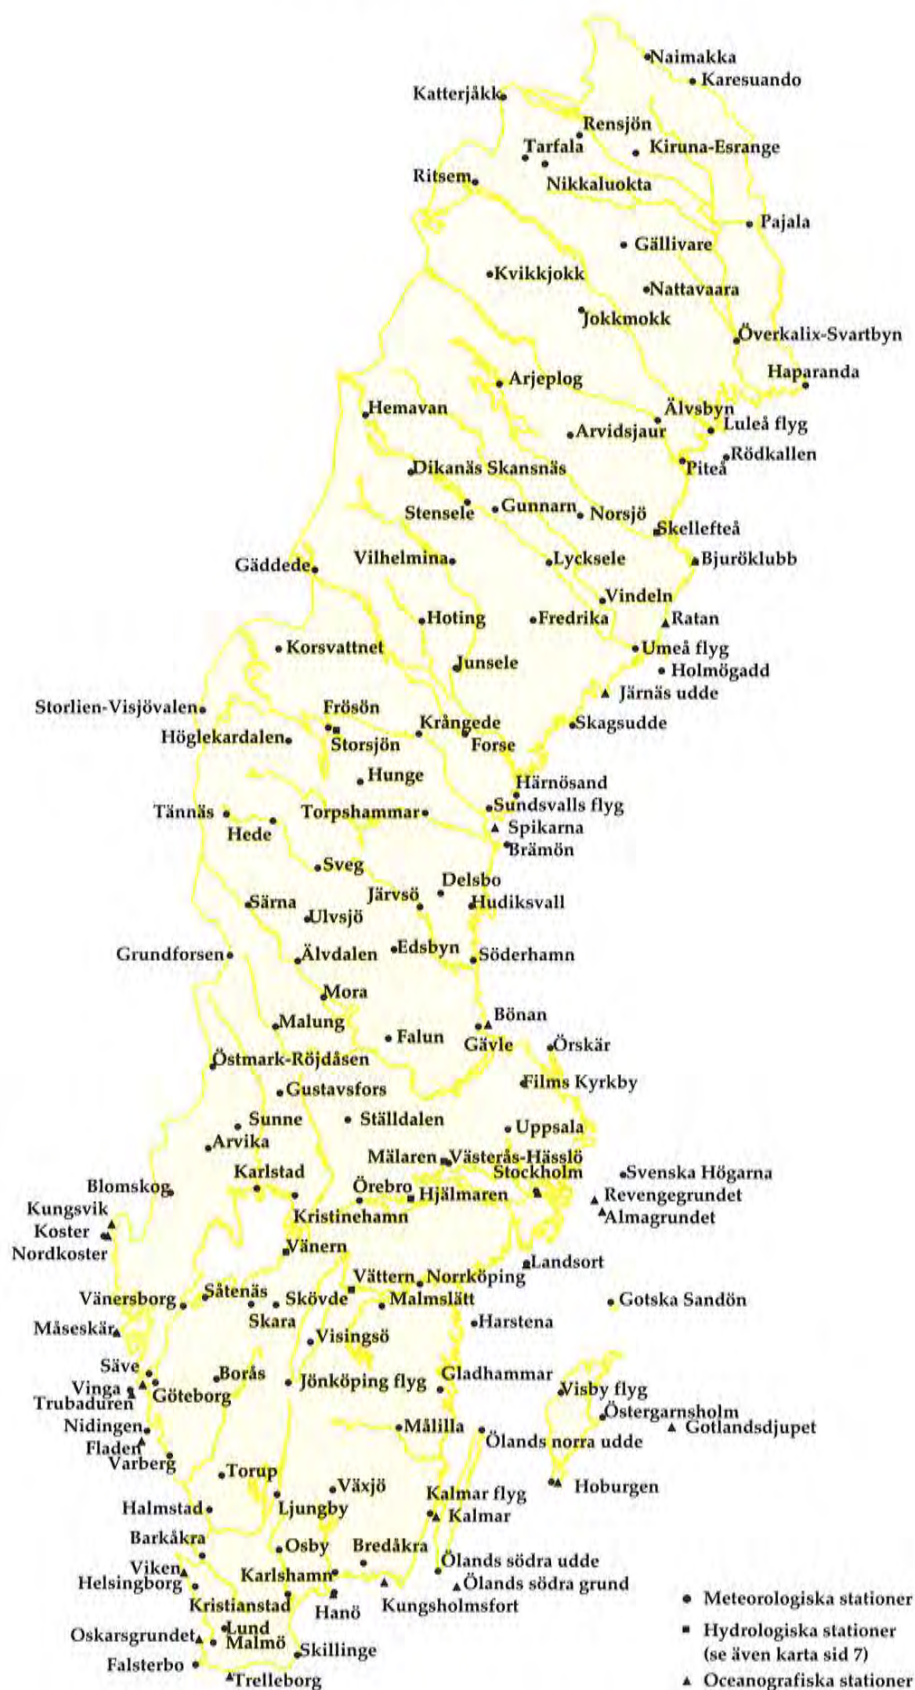 Naimakka
Karesuando
Katterjåkk
Rensjön
Tarfala
Kiruna-Esrange
Ritsem
Nikkaluokta
Pajala
Gällivare
Kvikkjokk
Nattavaara
Jokkmokk
Överkalix-Svartbyn
Haparanda
Arjeplog
Hemavan
Älvsbyn
Arvidsjaur
Luleå flyg
Rödkallen
Piteå
Dikanäs Skansnäs
Stensele
Gunnarn
Norsjö
Skellefteå
Gäddede
Vilhelmina
Lycksele
Bjuröklubb
Vindeln
Hoting
Fredrika
Ratan
Korsvattnet
Umeå flyg
Junsele
Holmögadd
Järnäs udde
Storlien-Visjövalen
Frösön
Krångede
Skagsudde
Höglekardalen
Storsjön
Forse
Hunge
Härnösand
Sundsvalls flyg
Tännäs
Torpshammar
Hede
Spikarna
Brämön
Sveg
Delsbo
Särna
Järvsö
Hudiksvall
Ulvsjö
Grundforsen
Älvdalen
Edsbyn
Söderhamn
Mora
Malung
Bönan
Falun
Gävle
Örskär
Östmark-Röjdåsen
Films Kyrkby
Gustavsfors
Sunne
Ställdalen
Uppsala
Arvika
Mälaren
Västerås-Hässlö
Karlstad
Stockholm
Svenska Högarna
Blomskog
Örebro
Hjälmaren
Revengegrundet
Kungsvik
Kristinehamn
Almagrundet
Koster
Nordkoster
Vänern
Landsort
Vättern
Norrköping
Såtenäs
Vänersborg
Skövde
Malmslätt
Gotska Sandön
Skara
Harstena
Måseskär
Visingsö
Säve
Borås
Jönköping flyg
Gladhammar
Vinga
Göteborg
Visby flyg
Trubaduren
Östergarnsholm
Nidingen
Målilla
Gotlandsdjupet
Fladen
Ölands norra udde
Varberg
Torup
Växjö
Hoburgen
Kalmar flyg
Halmstad
Ljungby
Kalmar
Barkåkra
Osby
Bredåkra
Viken
Karlshamn
Ölands södra udde
Helsingborg
Ölands södra grund
Kristianstad
Hanö
Kungsholmsfort
Meteorologiska stationer
Lund
Oskarsgrundet
Malmö
Hydrologiska stationer
(se även karta sid 7)
Skillinge
Falsterbo
Trelleborg
Oceanografiska stationer